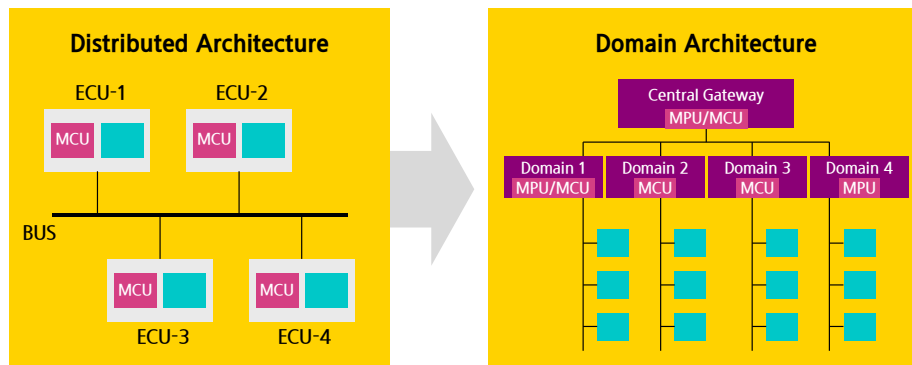 Distributed Architecture
ECU-1
ECU-2
MCU
MCU
BUS
MCU
MCU
ECU-3
ECU-4
Domain Architecture
Central Gateway
MPU/MCU
Domain 1
MPU/MCU
Domain 2
MCU
Domain 3
MCU
Domain 4
MPU